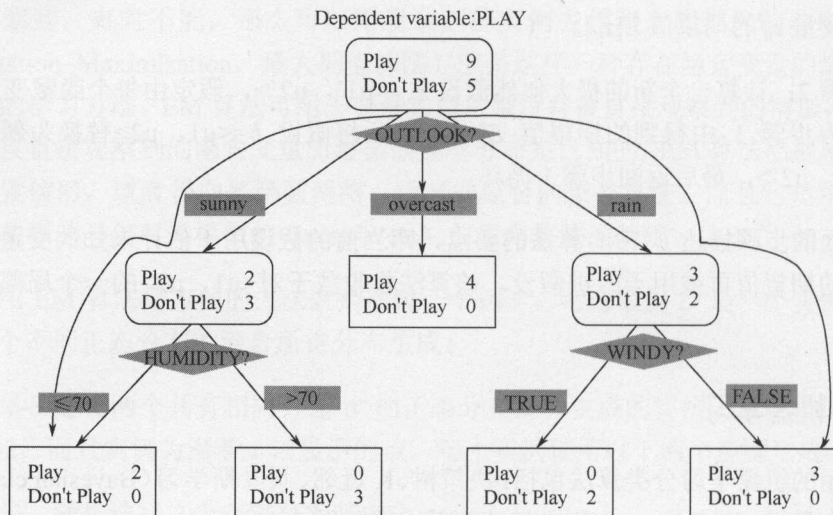 Dependent variable:PLAY
Play 9
Don't Play 5
OUTLOOK?
sunny
overcast
rain
Play 2
Don't Play 3
Play 4
Don't Play 0
Play 3
Don't Play 2
HUMIDITY?
WINDY?
≤70
>70
TRUE
FALSE
Play 2
Don't Play 0
Play 0
Don't Play 3
Play 0
Don't Play 2
Play 3
Don't Play 0